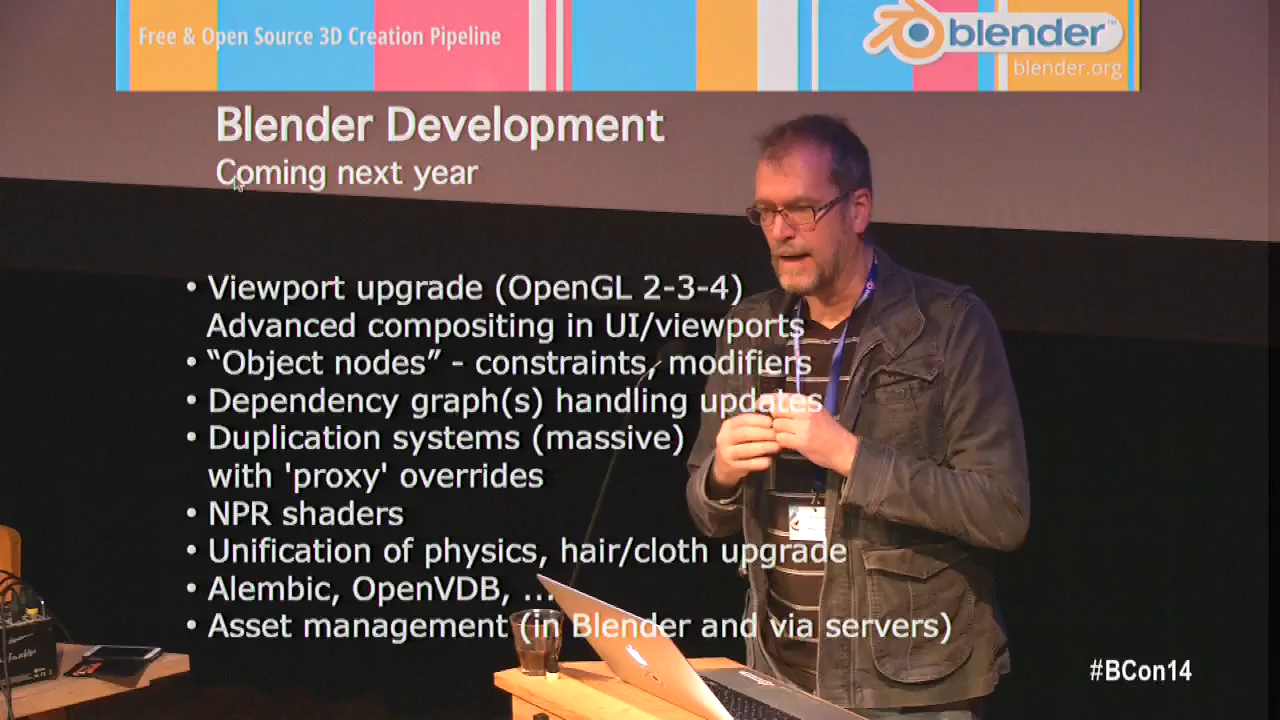 Free & Open Source 3D Creation Pipeline
blender™
blender.org
Blender Development
Coming next year
• Viewport upgrade (OpenGL 2-3-4)
Advanced compositing in UI/viewports
• “Object nodes” - constraints, modifiers
• Dependency graph(s) handling updates
• Duplication systems (massive)
with 'proxy' overrides
• NPR shaders
• Unification of physics, hair/cloth upgrade
• Alembic, OpenVDB, ...
• Asset management (in Blender and via servers)
#BCon14